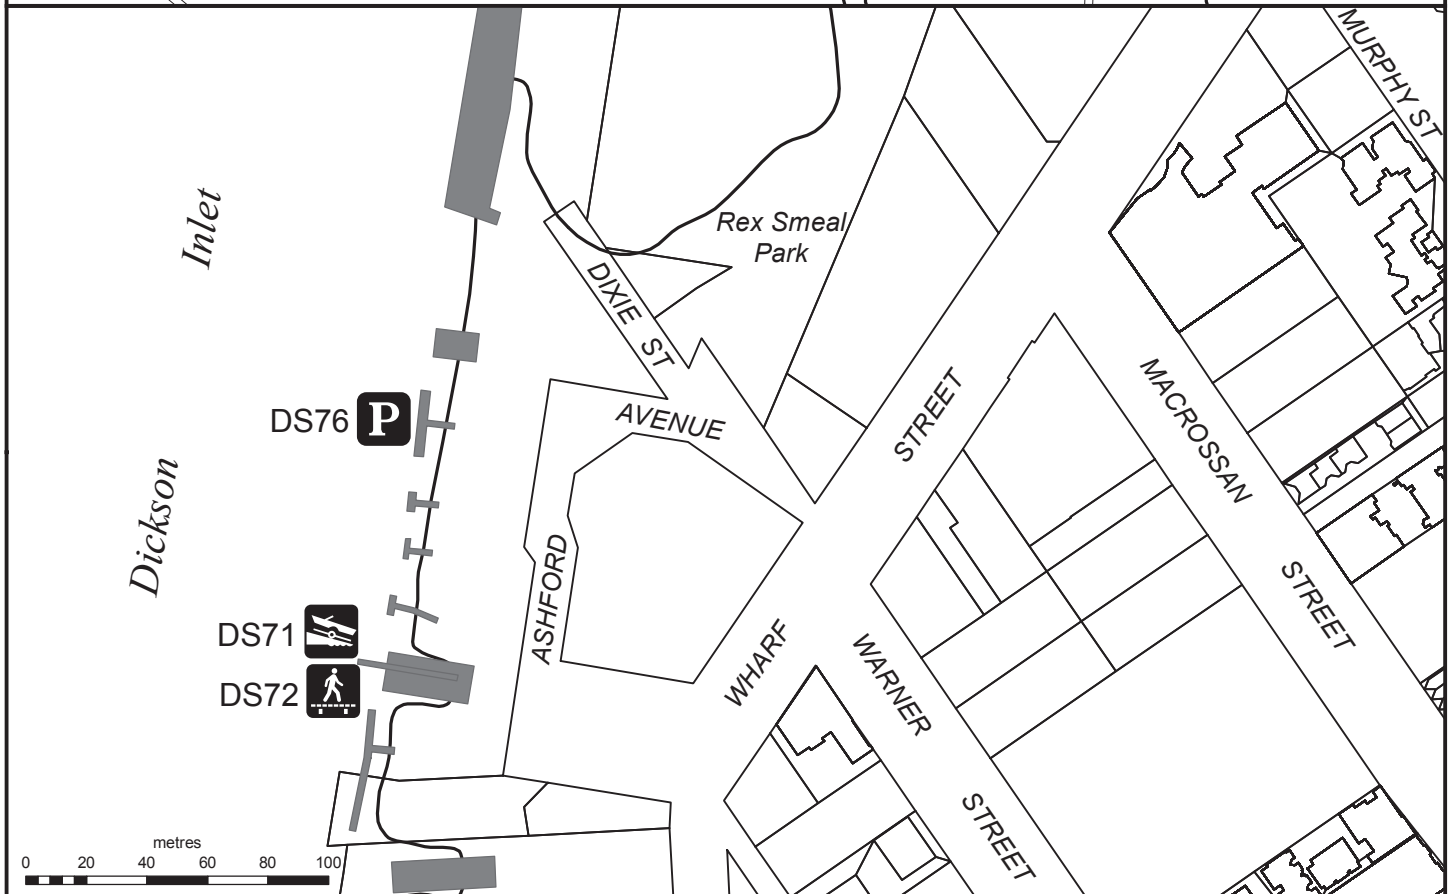 MURPHY ST
Inlet
Rex Smeal
Park
DIXIE ST
DS76
P
AVENUE
STREET
MACROSSAN
STREET
Dickson
ASHFORD
DS71
DS72
WHARF
WARNER
STREET
metres
0 20 40 60 80 100